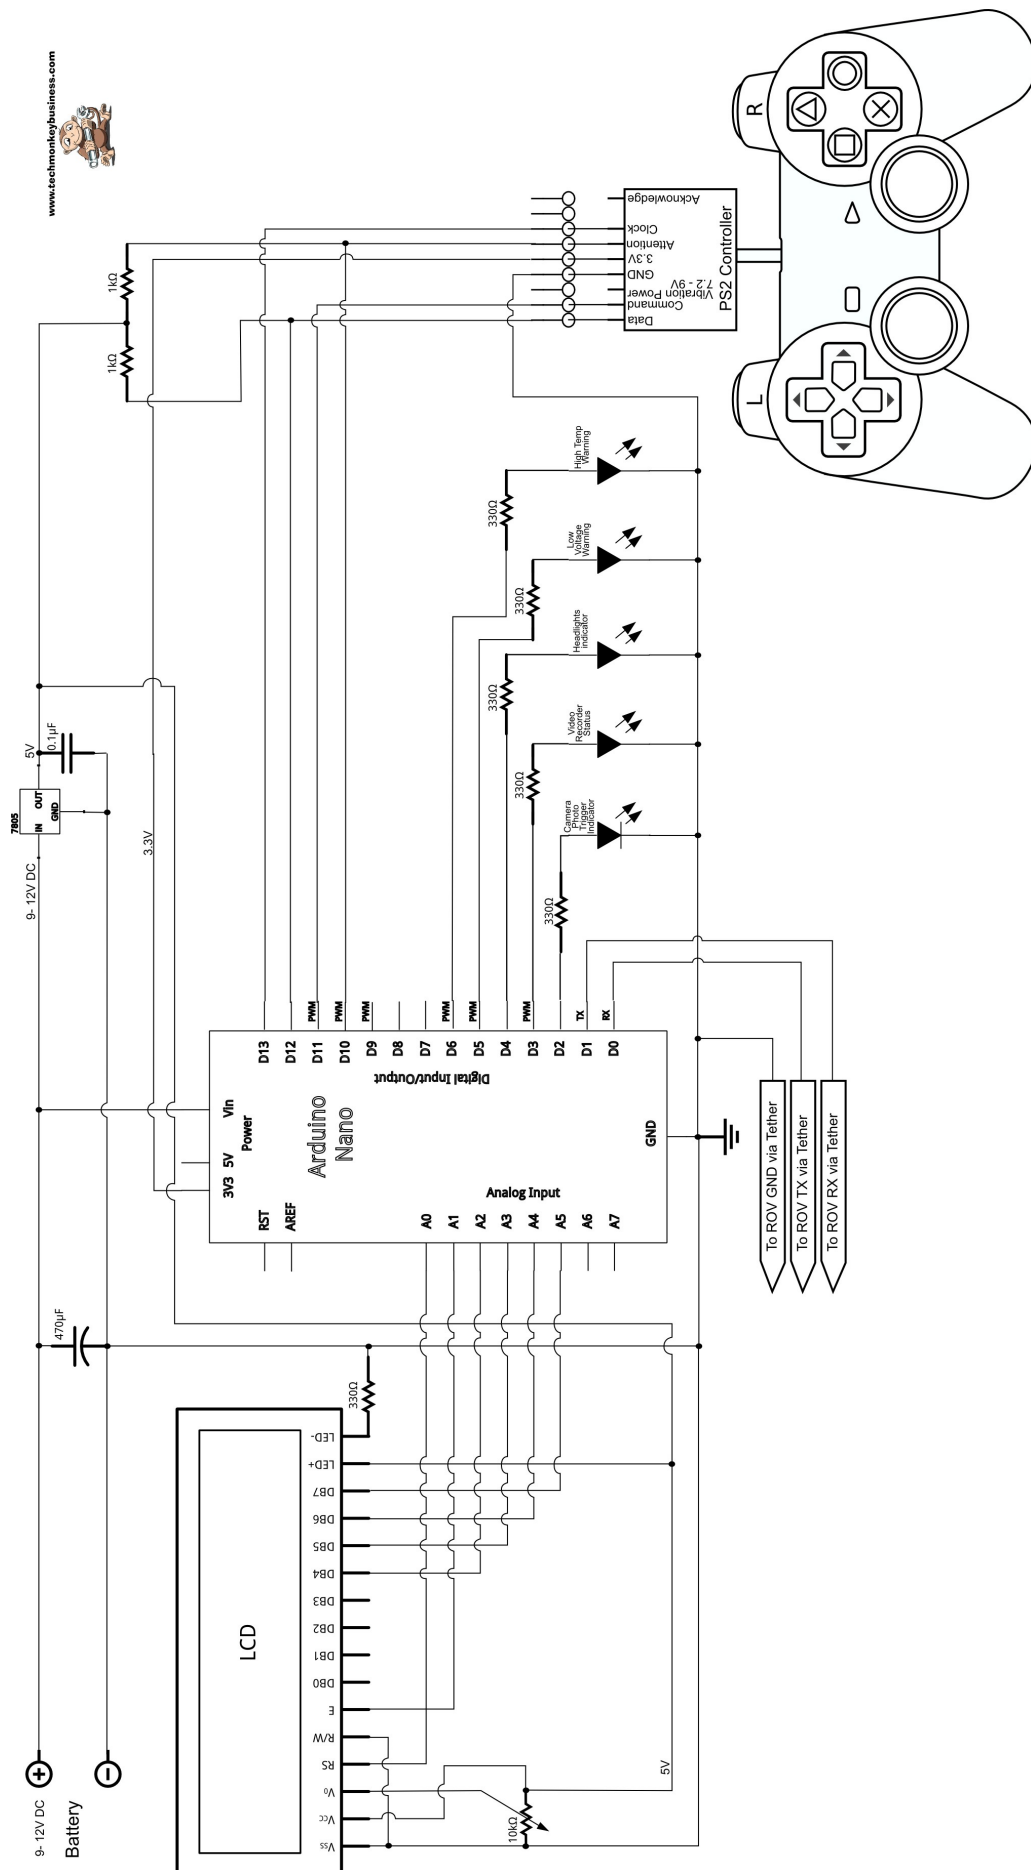 www.techmonkeybusiness.com
R
L
1kΩ
1kΩ
Acknowledge
Clock
Attention
3.3V
GND
7.2 - 9V
Vibration Power
Command
Data
PS2 Controller
High Temp
Warning
Low
Voltage
Warning
Headlights
indicator
Video
Recorder
Status
Camera
Photo
Trigger
Indicator
330Ω
330Ω
330Ω
330Ω
330Ω
5V
0.1µF
7805
IN
OUT
GND
9- 12V DC
3.3V
PWM
PWM
PWM
PWM
PWM
PWM
TX
RX
D13
D12
D11
D10
D9
D8
D7
D6
D5
D4
D3
D2
D1
D0
Digital Input/Output
Vin
Power
5V
3V3
Arduino
Nano
GND
RST
AREF
Analog Input
A0
A1
A2
A3
A4
A5
A6
A7
To ROV GND via Tether
To ROV TX via Tether
To ROV RX via Tether
470µF
330Ω
LCD
LED-
LED+
DB7
DB6
DB5
DB4
DB3
DB2
DB1
DB0
E
R/W
RS
V0
Vcc
Vss
10kΩ
5V
+
−
9- 12V DC
Battery